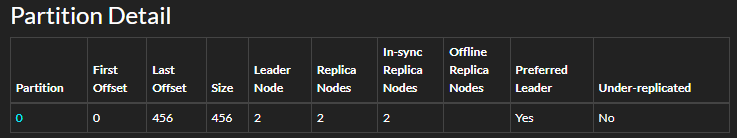 Partition Detail
Partition First Offset Last Offset Size Leader Node Replica Nodes In-sync Replica Nodes Offline Replica Nodes Preferred Leader Under-replicated
0 0 456 456 2 2 2 Yes No